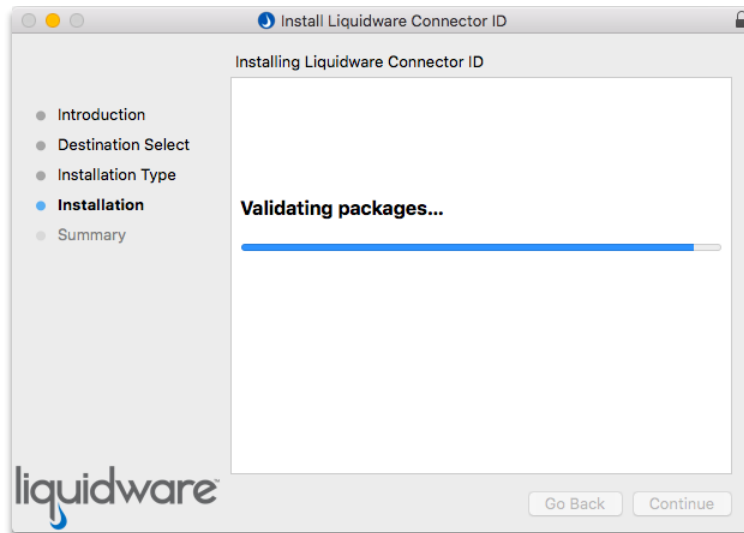 Install Liquidware Connector ID
Installing Liquidware Connector ID
Introduction
Destination Select
Installation Type
Installation
Summary
Validating packages...
liquidware™
Go Back
Continue